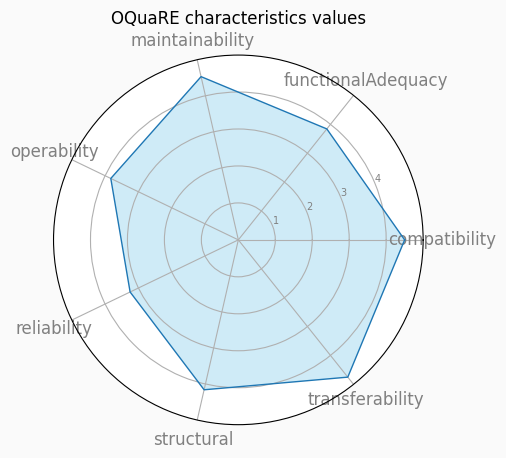 OQuaRE characteristics values
maintainability
functionalAdequacy
operability
4
3
2
1
compatibility
reliability
transferability
structural